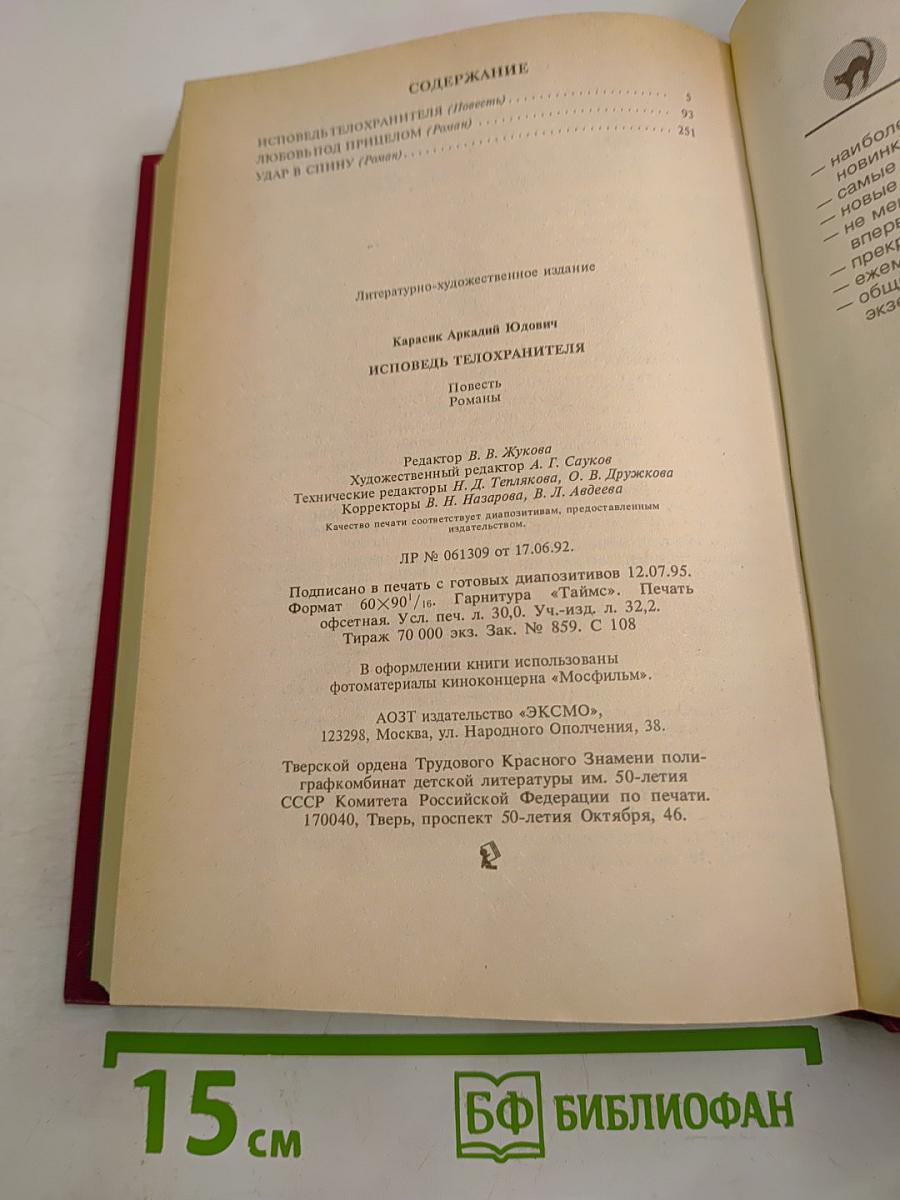 СОДЕРЖАНИЕ
ИСПОВЕДЬ ТЕЛОХРАНИТЕЛЯ (Повесть) 5
ЛЮБОВЬ ПОД ПРИЦЕЛОМ (Роман) 93
УДАР В СПИНУ (Роман) 251
Литературно-художественное издание
Карасик Аркадий Юдович
ИСПОВЕДЬ ТЕЛОХРАНИТЕЛЯ
Повесть
Романы
Редактор В. В. Жукова
Художественный редактор А. Г. Сауков
Технические редакторы Н. Д. Теплякова, О. В. Дружкова
Корректоры В. Н. Назарова, В. Л. Авдеева
Качество печати соответствует диапозитивам, предоставленным
издательством.
ЛР № 061309 от 17.06.92.
Подписано в печать с готовых диапозитивов 12.07.95.
Формат 60×90 1/16. Гарнитура «Таймс». Печать
офсетная. Усл. печ. л. 30,0. Уч.-изд. л. 32,2.
Тираж 70 000 экз. Зак. № 859. С 108
В оформлении книги использованы
фотоматериалы киноконцерна «Мосфильм».
АОЗТ издательство «ЭКСМО»,
123298, Москва, ул. Народного Ополчения, 38.
Тверской ордена Трудового Красного Знамени поли-
графкомбинат детской литературы им. 50-летия
СССР Комитета Российской Федерации по печати.
170040, Тверь, проспект 50-летия Октября, 46.
— наиболе
новинк
— самые
— новые
— не ме
вперв
— прекр
— ежем
— общ
экзе
15 см
БФ БИБЛИОФАН